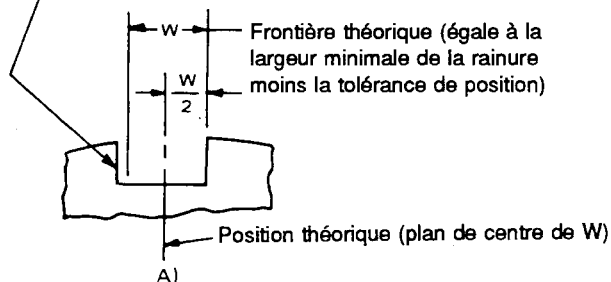 W
Frontière théorique (égale à la
largeur minimale de la rainure
moins la tolérance de position)
W
2
Position théorique (plan de centre de W)
A)